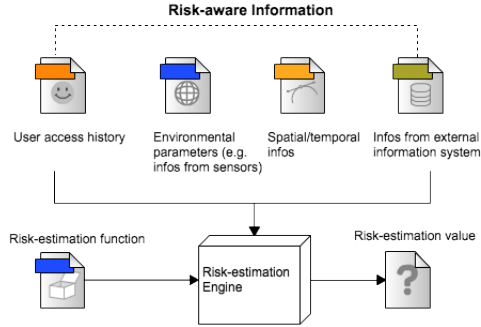 Risk-aware Information
User access history
Environmental
parameters (e.g.
infos from sensors)
Spatial/temporal
infos
Infos from external
information system
Risk-estimation function
Risk-estimation
Engine
Risk-estimation value
?